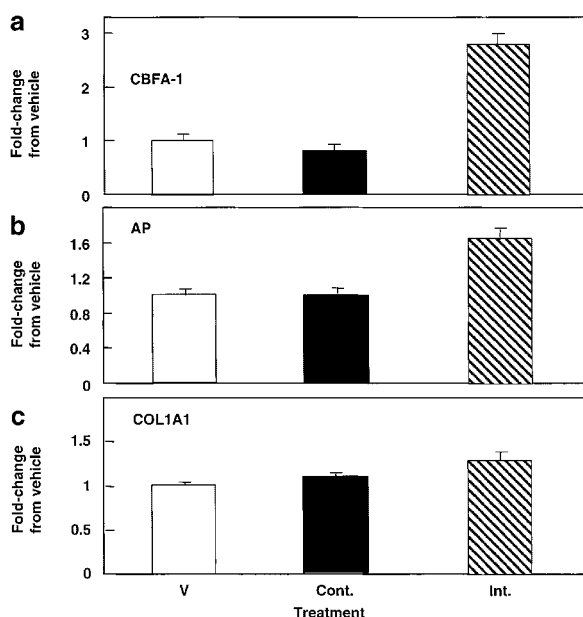 a
Fold-change
from vehicle
3
2
1
0
CBFA-1
b
Fold-change
from vehicle
1.6
1.2
0.8
0.4
0
AP
c
Fold-change
from vehicle
1.5
1
0.5
0
COL1A1
V Cont. Int.
Treatment